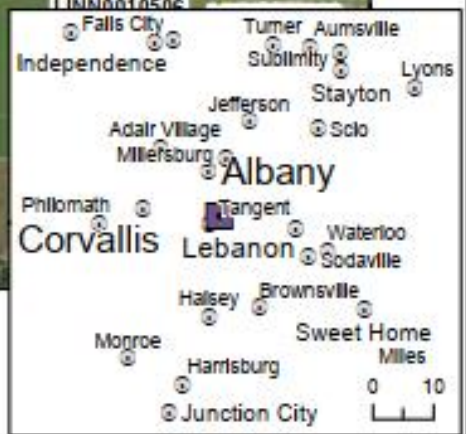 LINN0010506
Falls City
Turner Aumsville
Independence
Sublimity
Lyons
Stayton
Jefferson
Adair Village
Scio
Millersburg
Albany
Philomath
Tangent
Corvallis
Lebanon
Waterloo
Sodaville
Halsey
Brownsville
Sweet Home
Monroe
Miles
Harrisburg
0 10
Junction City